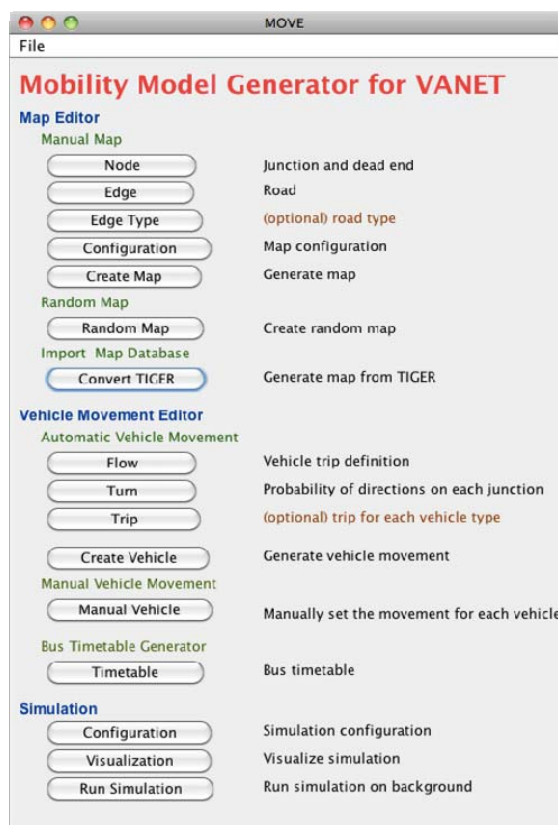 MOVE
File
Mobility Model Generator for VANET
Map Editor
Manual Map
Node Junction and dead end
Edge Road
Edge Type (optional) road type
Configuration Map configuration
Create Map Generate map
Random Map
Random Map Create random map
Import Map Database
Convert TIGER Generate map from TIGER
Vehicle Movement Editor
Automatic Vehicle Movement
Flow Vehicle trip definition
Turn Probability of directions on each junction
Trip (optional) trip for each vehicle type
Create Vehicle Generate vehicle movement
Manual Vehicle Movement
Manual Vehicle Manually set the movement for each vehicle
Bus Timetable Generator
Timetable Bus timetable
Simulation
Configuration Simulation configuration
Visualization Visualize simulation
Run Simulation Run simulation on background